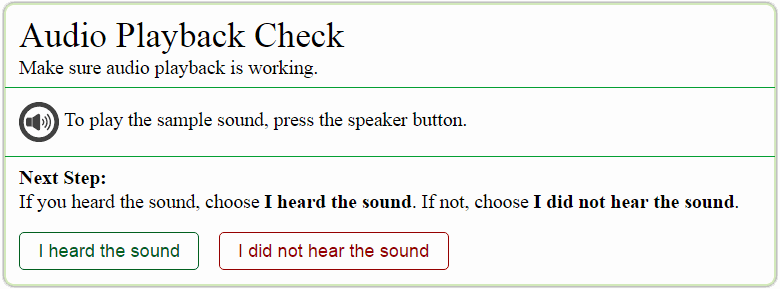 Audio Playback Check
Make sure audio playback is working.
To play the sample sound, press the speaker button.
Next Step:
If you heard the sound, choose I heard the sound. If not, choose I did not hear the sound.
I heard the sound
I did not hear the sound